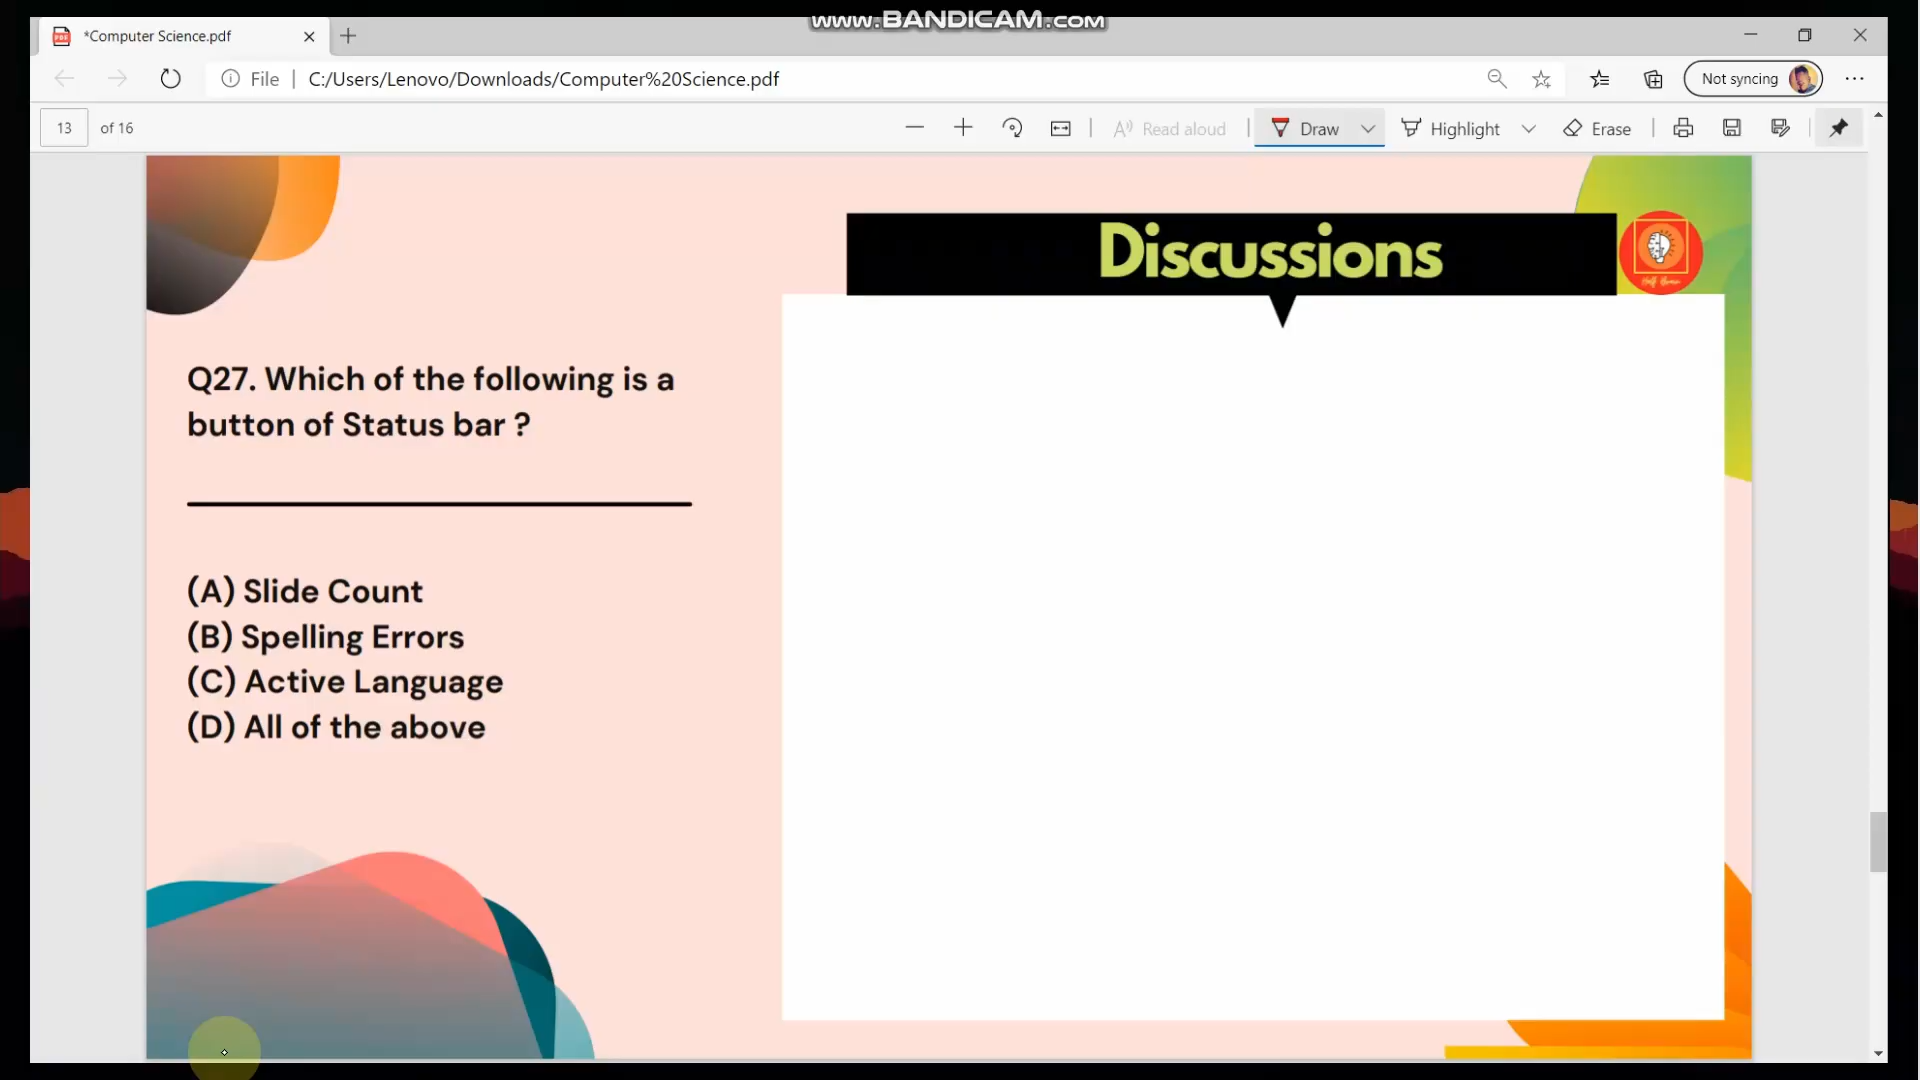 www.BANDICAM.com
*Computer Science.pdf
File
C:/Users/Lenovo/Downloads/Computer%20Science.pdf
Not syncing
13 of 16
Read aloud
Draw
Highlight
Erase
Discussions
Q27. Which of the following is a
button of Status bar ?
(A) Slide Count
(B) Spelling Errors
(C) Active Language
(D) All of the above